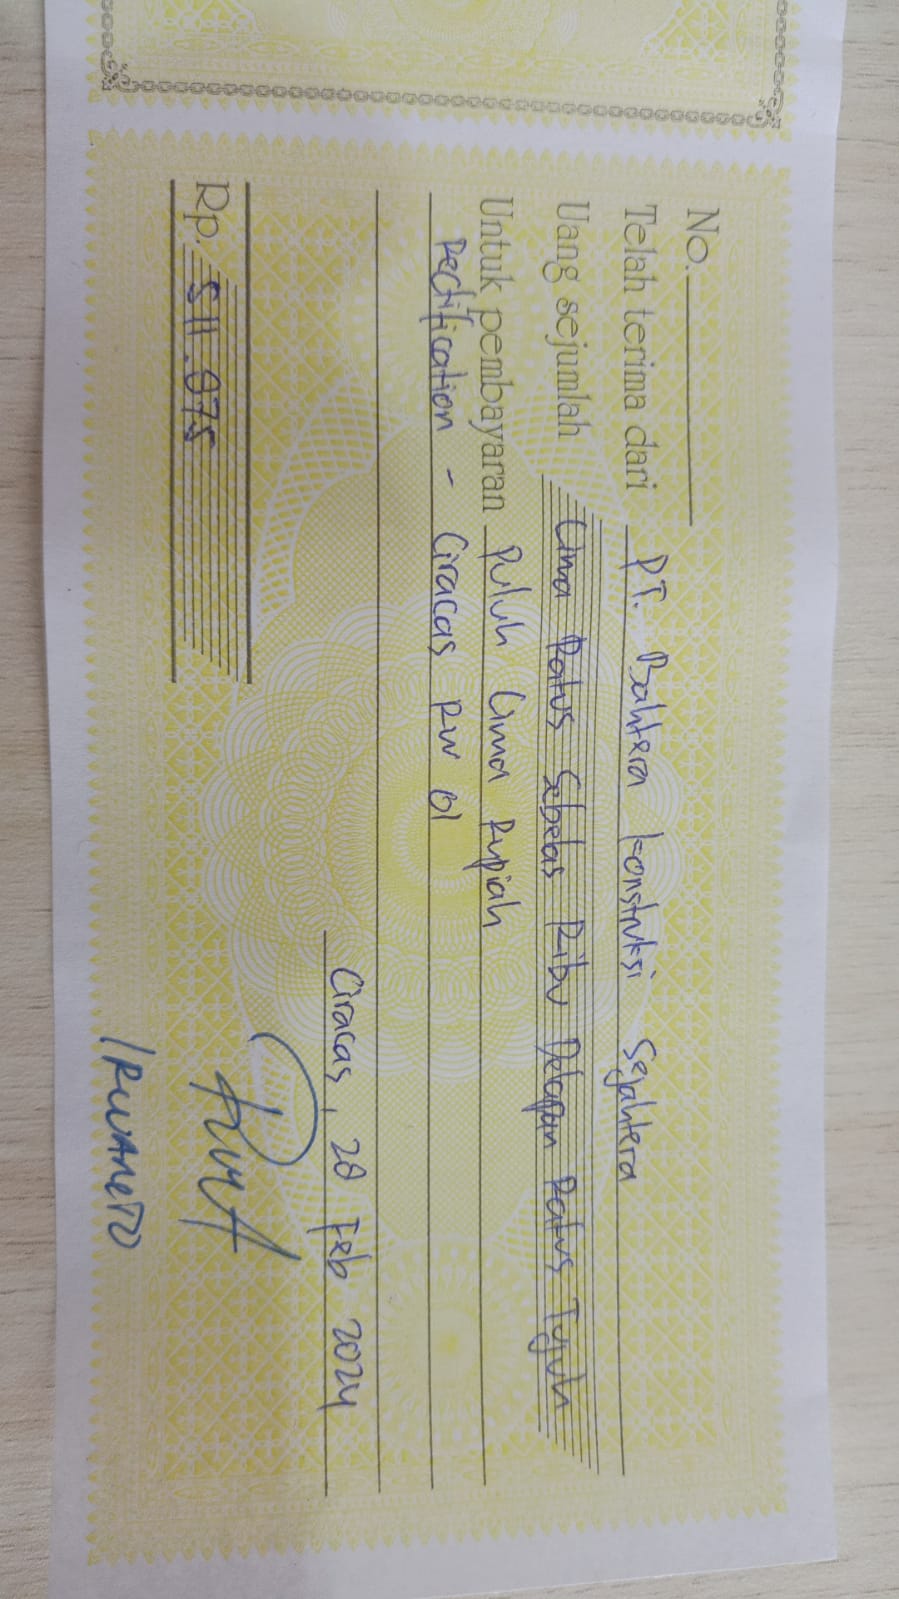 No.
Telah terima dari PT. Bahtera Konstruksi Sejahtera
Uang sejumlah Lima Ratus Sebelas Ribu Delapan Ratus Tujuh
Untuk pembayaran Puluh Lima Rupiah
Rectification - Ciracas RW 01
Ciracas, 28 Feb 2024
Rp. 511.875
IRWANTO